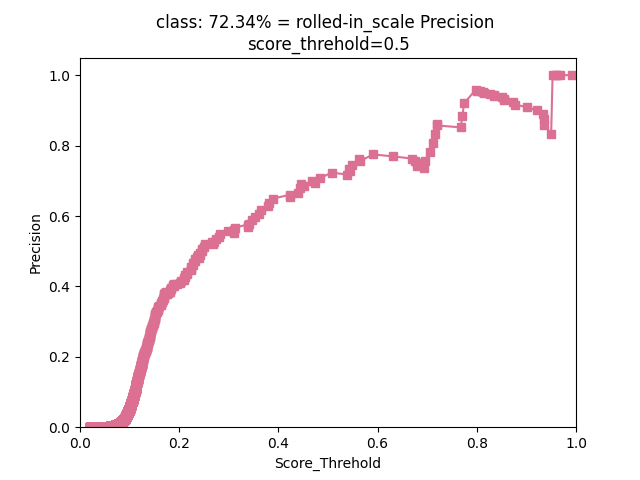 class: 72.34% = rolled-in_scale Precision
score_threhold=0.5
1.0
0.8
0.6
0.4
0.2
0.0
Precision
0.0 0.2 0.4 0.6 0.8 1.0
Score_Threhold